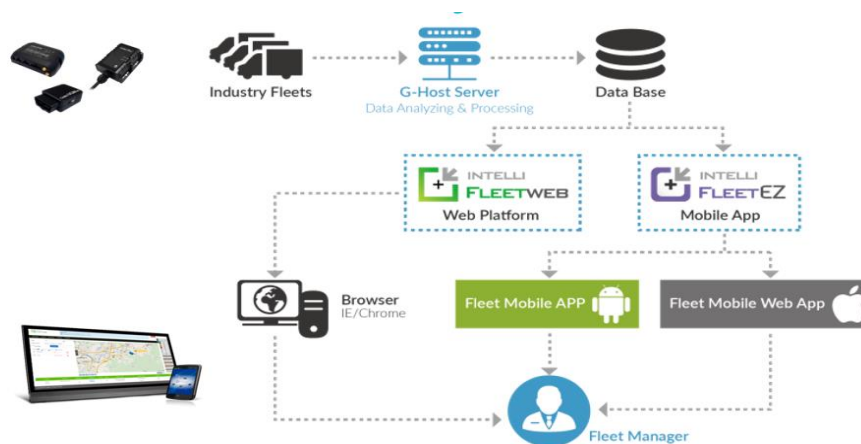 Industry Fleets
G-Host Server
Data Analyzing & Processing
Data Base
INTELLI
FLEETWEB
Web Platform
INTELLI
FLEETEZ
Mobile App
Browser
IE/Chrome
Fleet Mobile APP
Fleet Mobile Web App
Fleet Manager